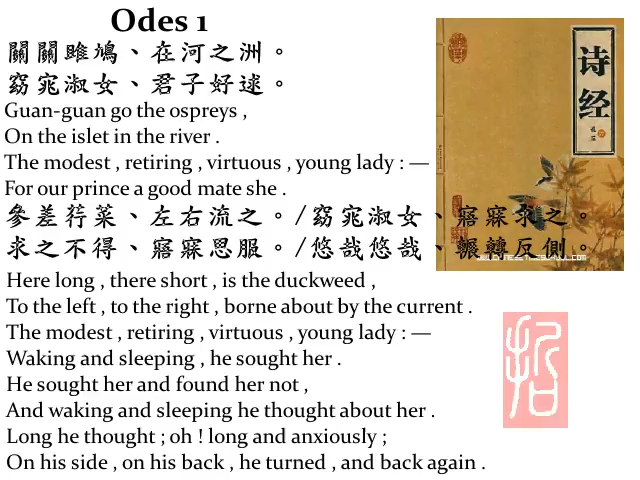 Odes 1
關關雎鳩、在河之洲。
窈窕淑女、君子好逑。
Guan-guan go the ospreys ,
On the islet in the river .
The modest , retiring , virtuous , young lady : —
For our prince a good mate she .
參差荇菜、左右流之。/窈窕淑女、寤寐求之。
求之不得、寤寐思服。/悠哉悠哉、輾轉反側。
Here long , there short , is the duckweed ,
To the left , to the right , borne about by the current .
The modest , retiring , virtuous , young lady : —
Waking and sleeping , he sought her .
He sought her and found her not ,
And waking and sleeping he thought about her .
Long he thought ; oh ! long and anxiously ;
On his side , on his back , he turned , and back again .
诗经
哲